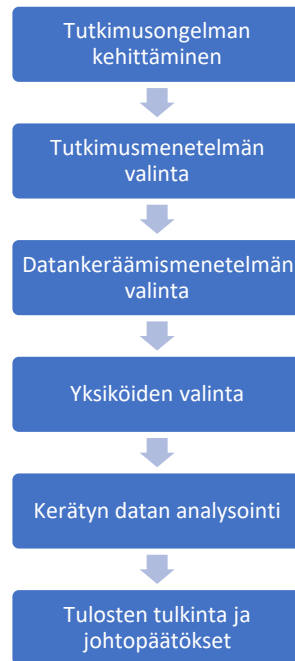 Tutkimusongelman
kehittäminen
Tutkimusmenetelmän
valinta
Datankeräämismenetelmän
valinta
Yksiköiden valinta
Kerätyn datan analysointi
Tulosten tulkinta ja
johtopäätökset